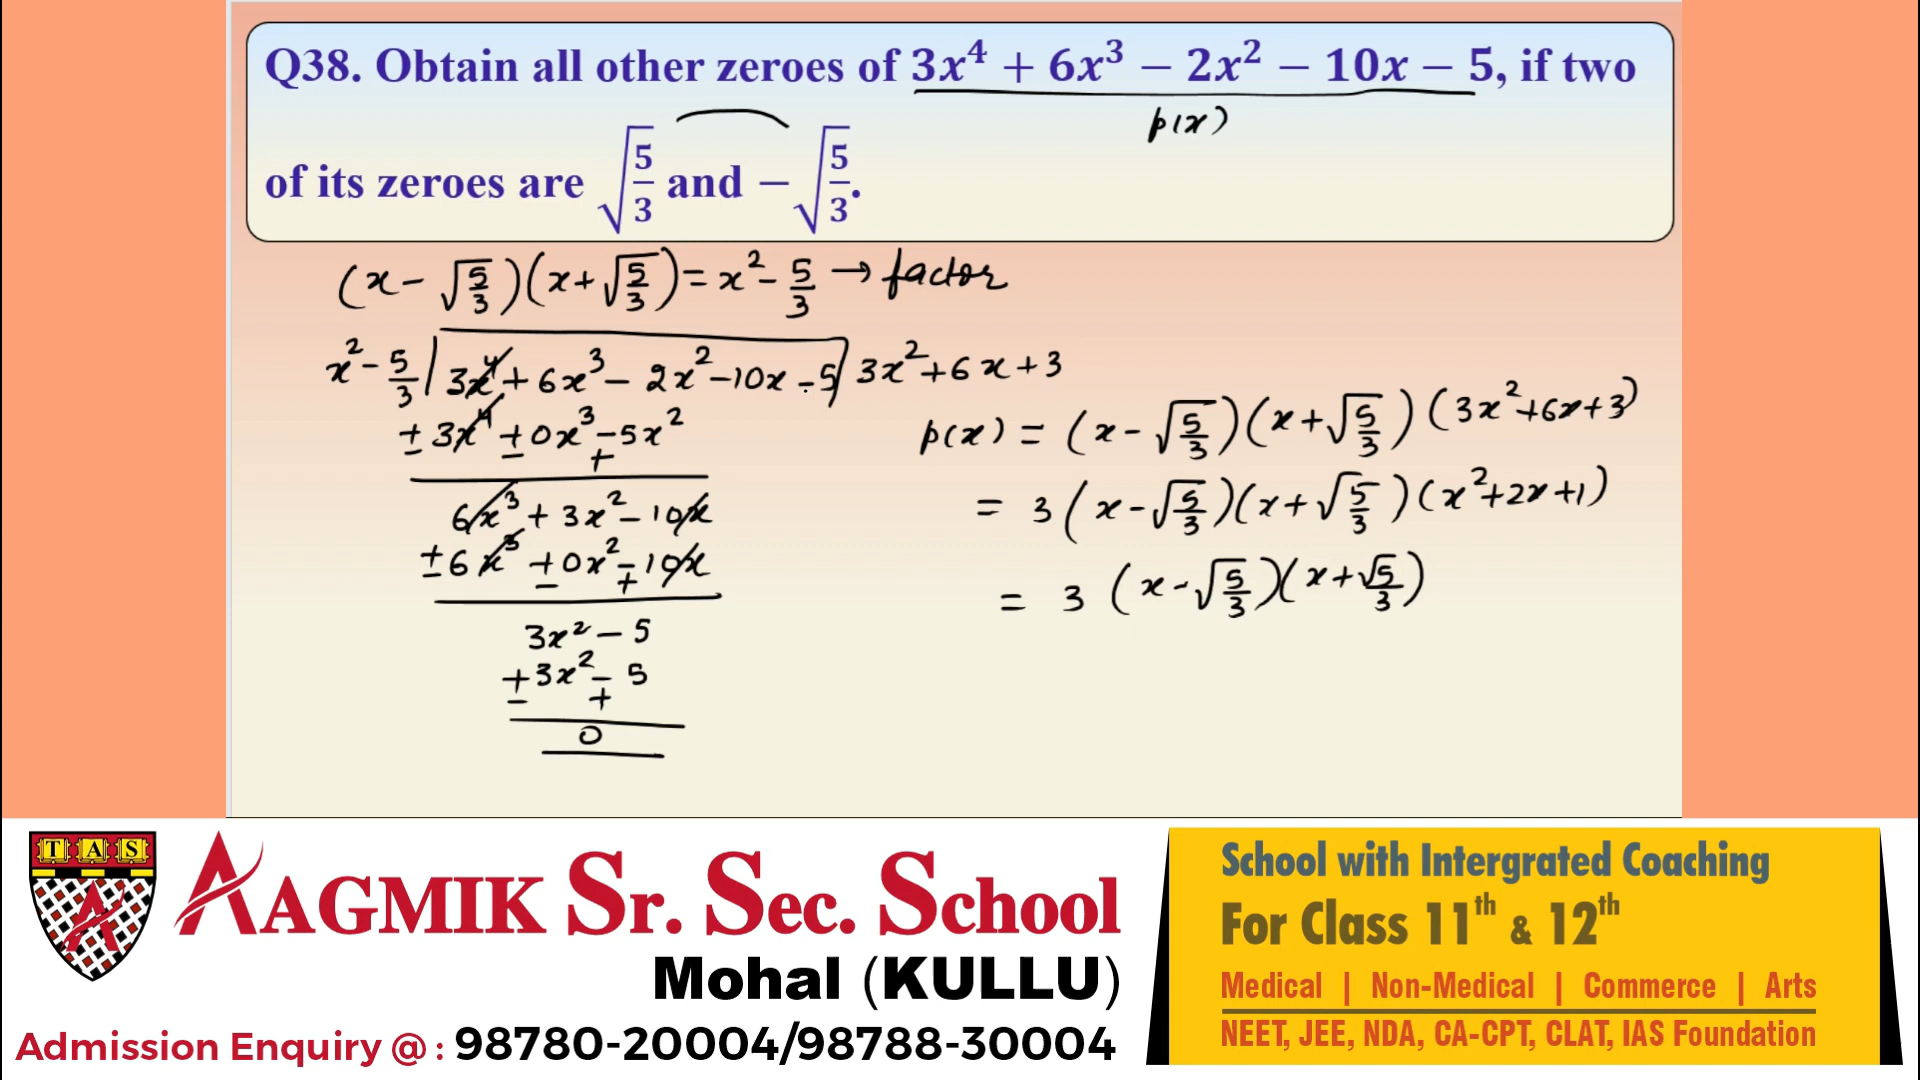 Q38. Obtain all other zeroes of 3x⁴ + 6x³ − 2x² − 10x − 5, if two
p(x)
of its zeroes are √(5/3) and − √(5/3).
(x − √(5/3))(x + √(5/3)) = x² − 5/3 → factor
x² − 5/3 | 3x⁴ + 6x³ − 2x² − 10x − 5 | 3x² + 6x + 3
± 3x⁴ ± 0x³ − 5x²
+
6x³ + 3x² − 10x
± 6x³ ± 0x² − 10x
+
3x² − 5
± 3x² − 5
+
0
p(x) = (x − √(5/3))(x + √(5/3))(3x² + 6x + 3)
= 3(x − √(5/3))(x + √(5/3))(x² + 2x + 1)
= 3 (x − √(5/3))(x + √(5/3))
TAS
AAGMIK Sr. Sec. School
Mohal (KULLU)
Admission Enquiry @ : 98780-20004/98788-30004
School with Intergrated Coaching
For Class 11th & 12th
Medical | Non-Medical | Commerce | Arts
NEET, JEE, NDA, CA-CPT, CLAT, IAS Foundation